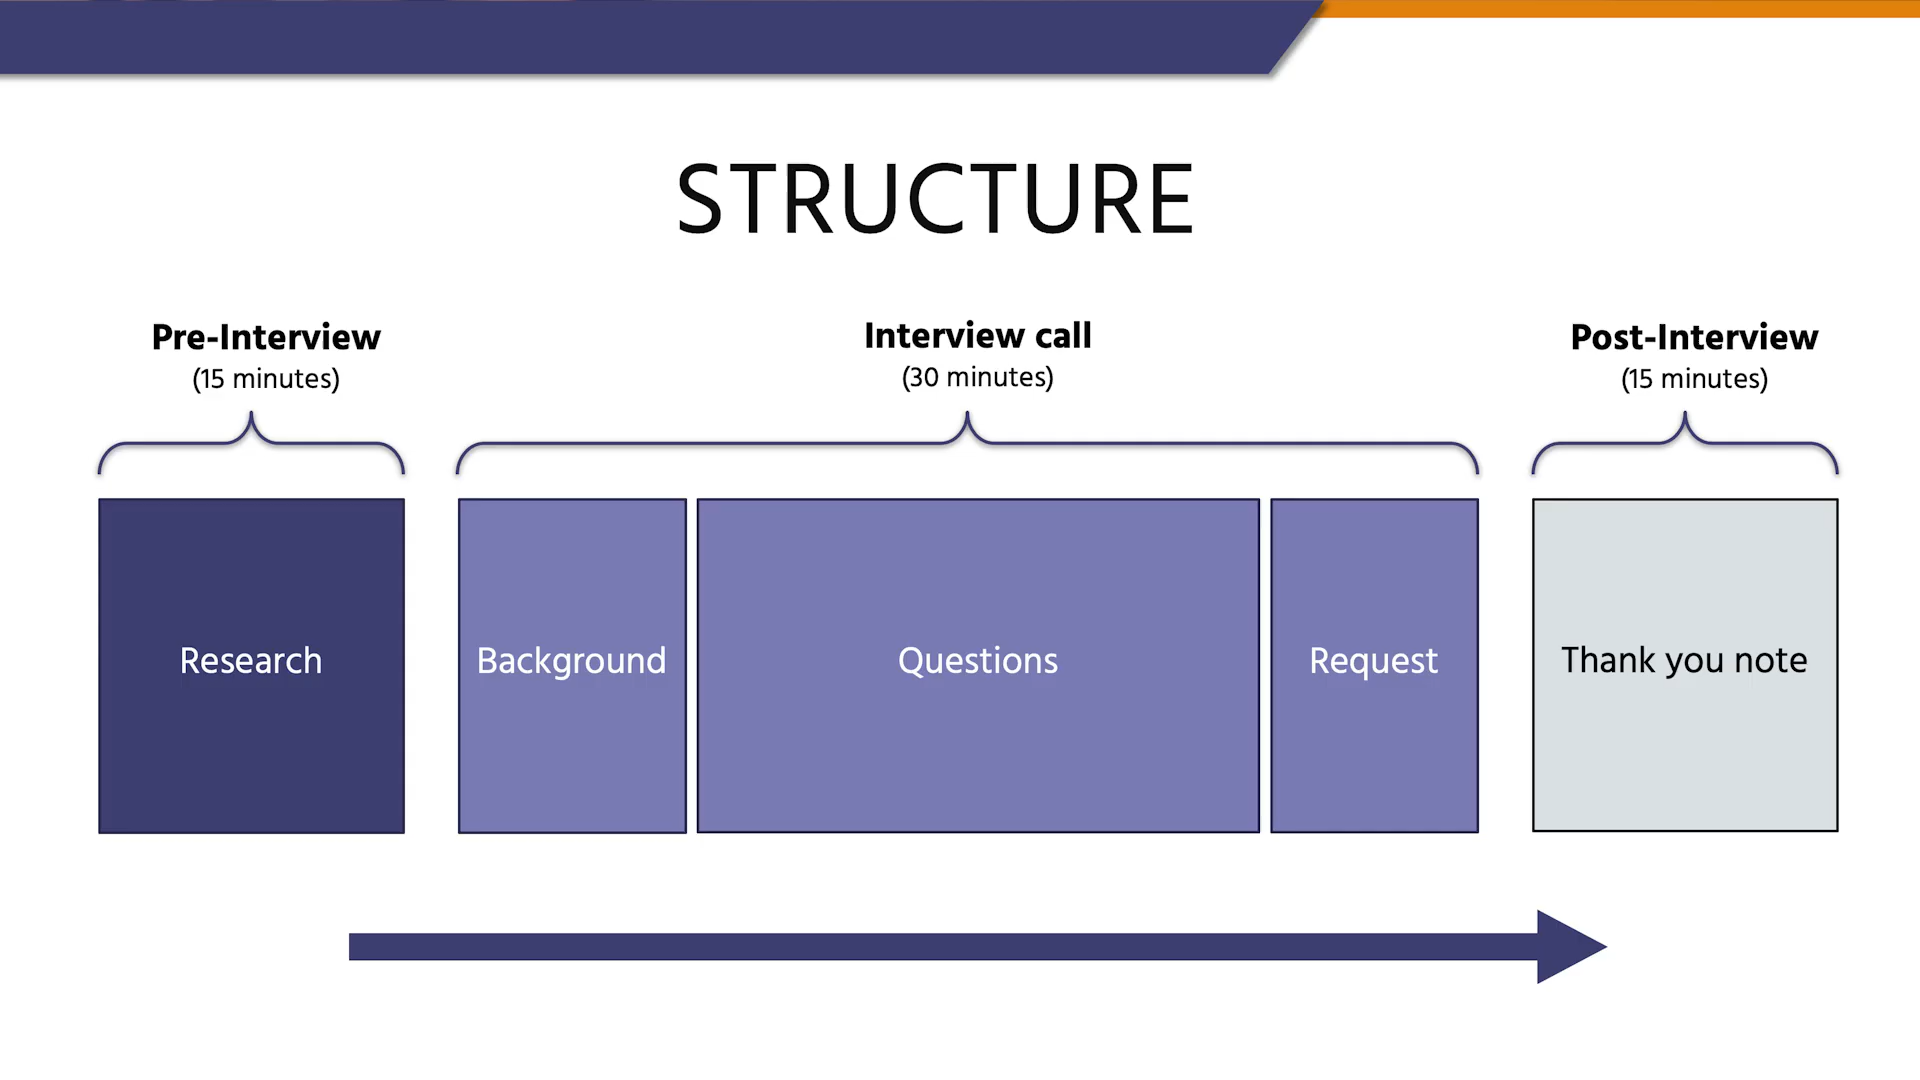 STRUCTURE
Pre-Interview
(15 minutes)
Interview call
(30 minutes)
Post-Interview
(15 minutes)
Research
Background
Questions
Request
Thank you note